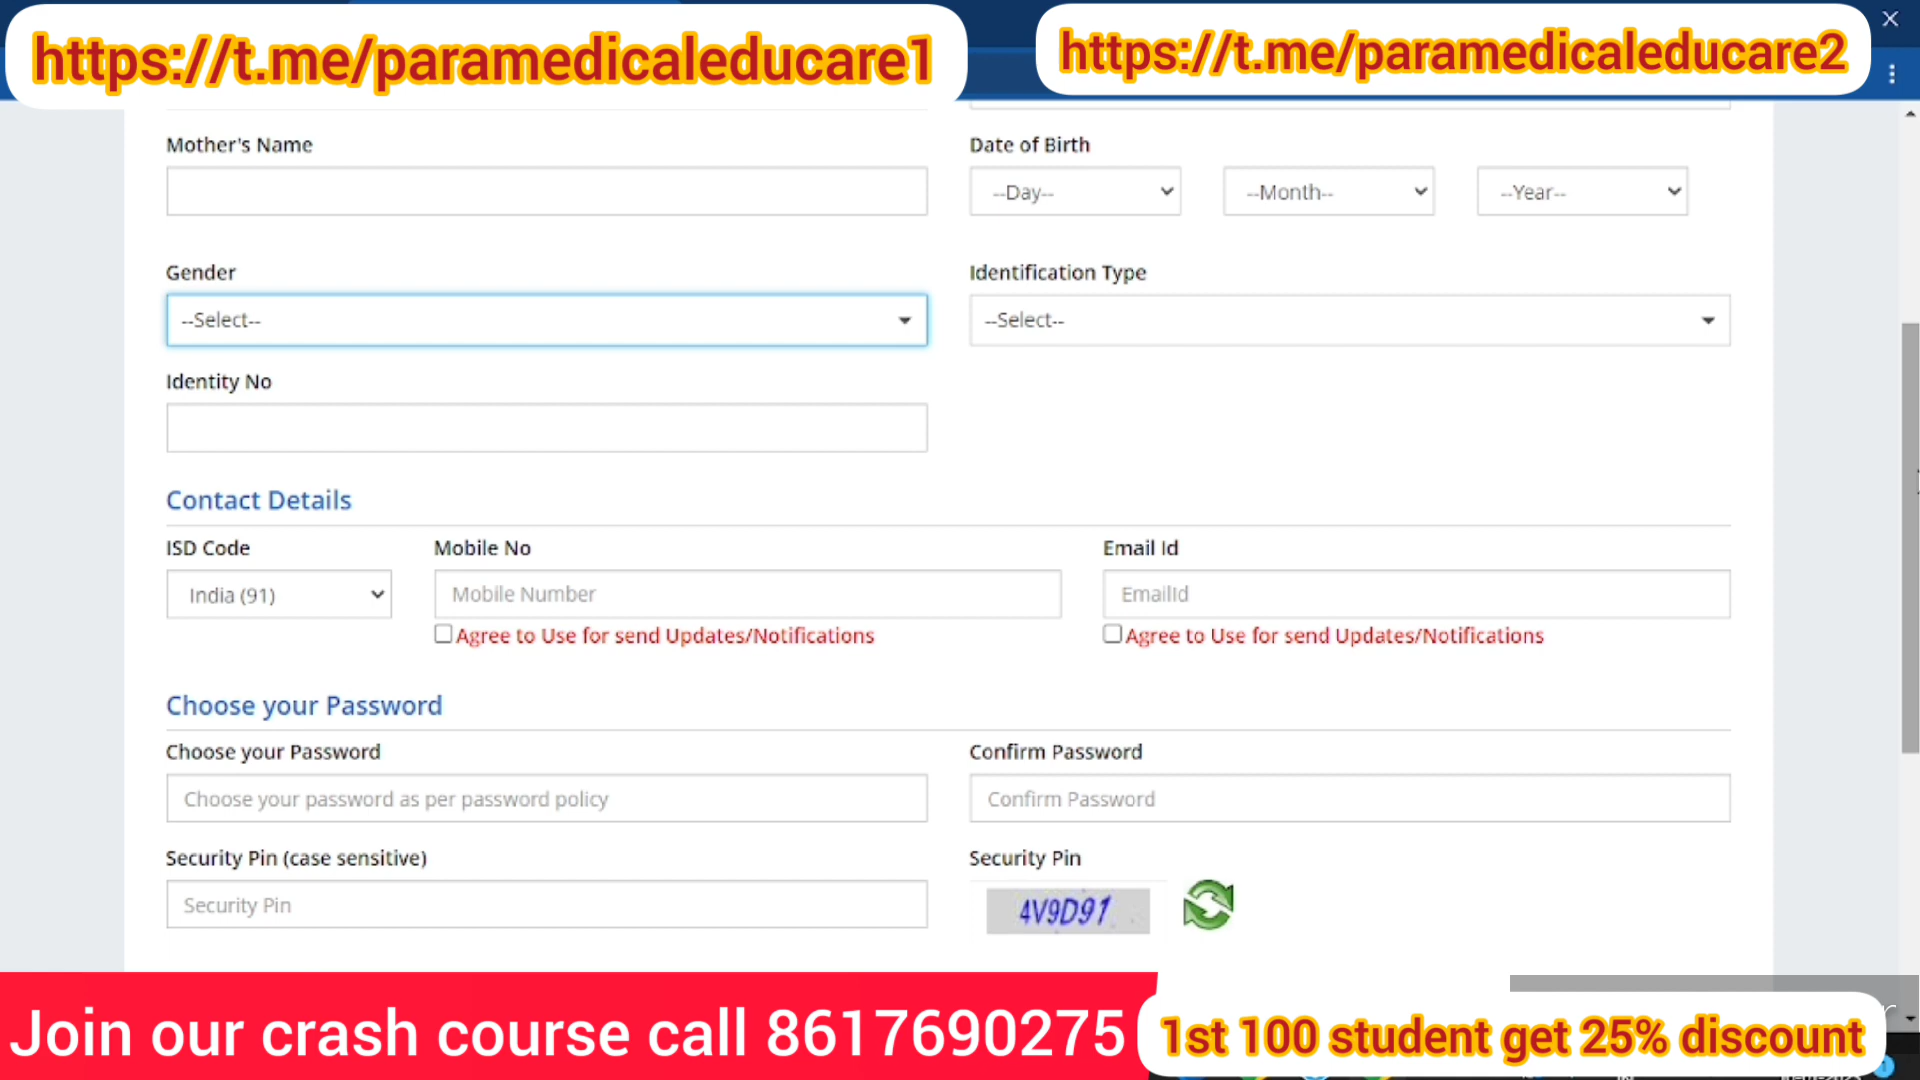 https://t.me/paramedicaleducare1
https://t.me/paramedicaleducare2
Mother's Name
Date of Birth
--Day--
--Month--
--Year--
Gender
Identification Type
--Select--
--Select--
Identity No
Contact Details
ISD Code
Mobile No
Email Id
India (91)
Mobile Number
EmailId
Agree to Use for send Updates/Notifications
Agree to Use for send Updates/Notifications
Choose your Password
Choose your Password
Confirm Password
Choose your password as per password policy
Confirm Password
Security Pin (case sensitive)
Security Pin
Security Pin
4V9D91
Join our crash course call 8617690275
1st 100 student get 25% discount